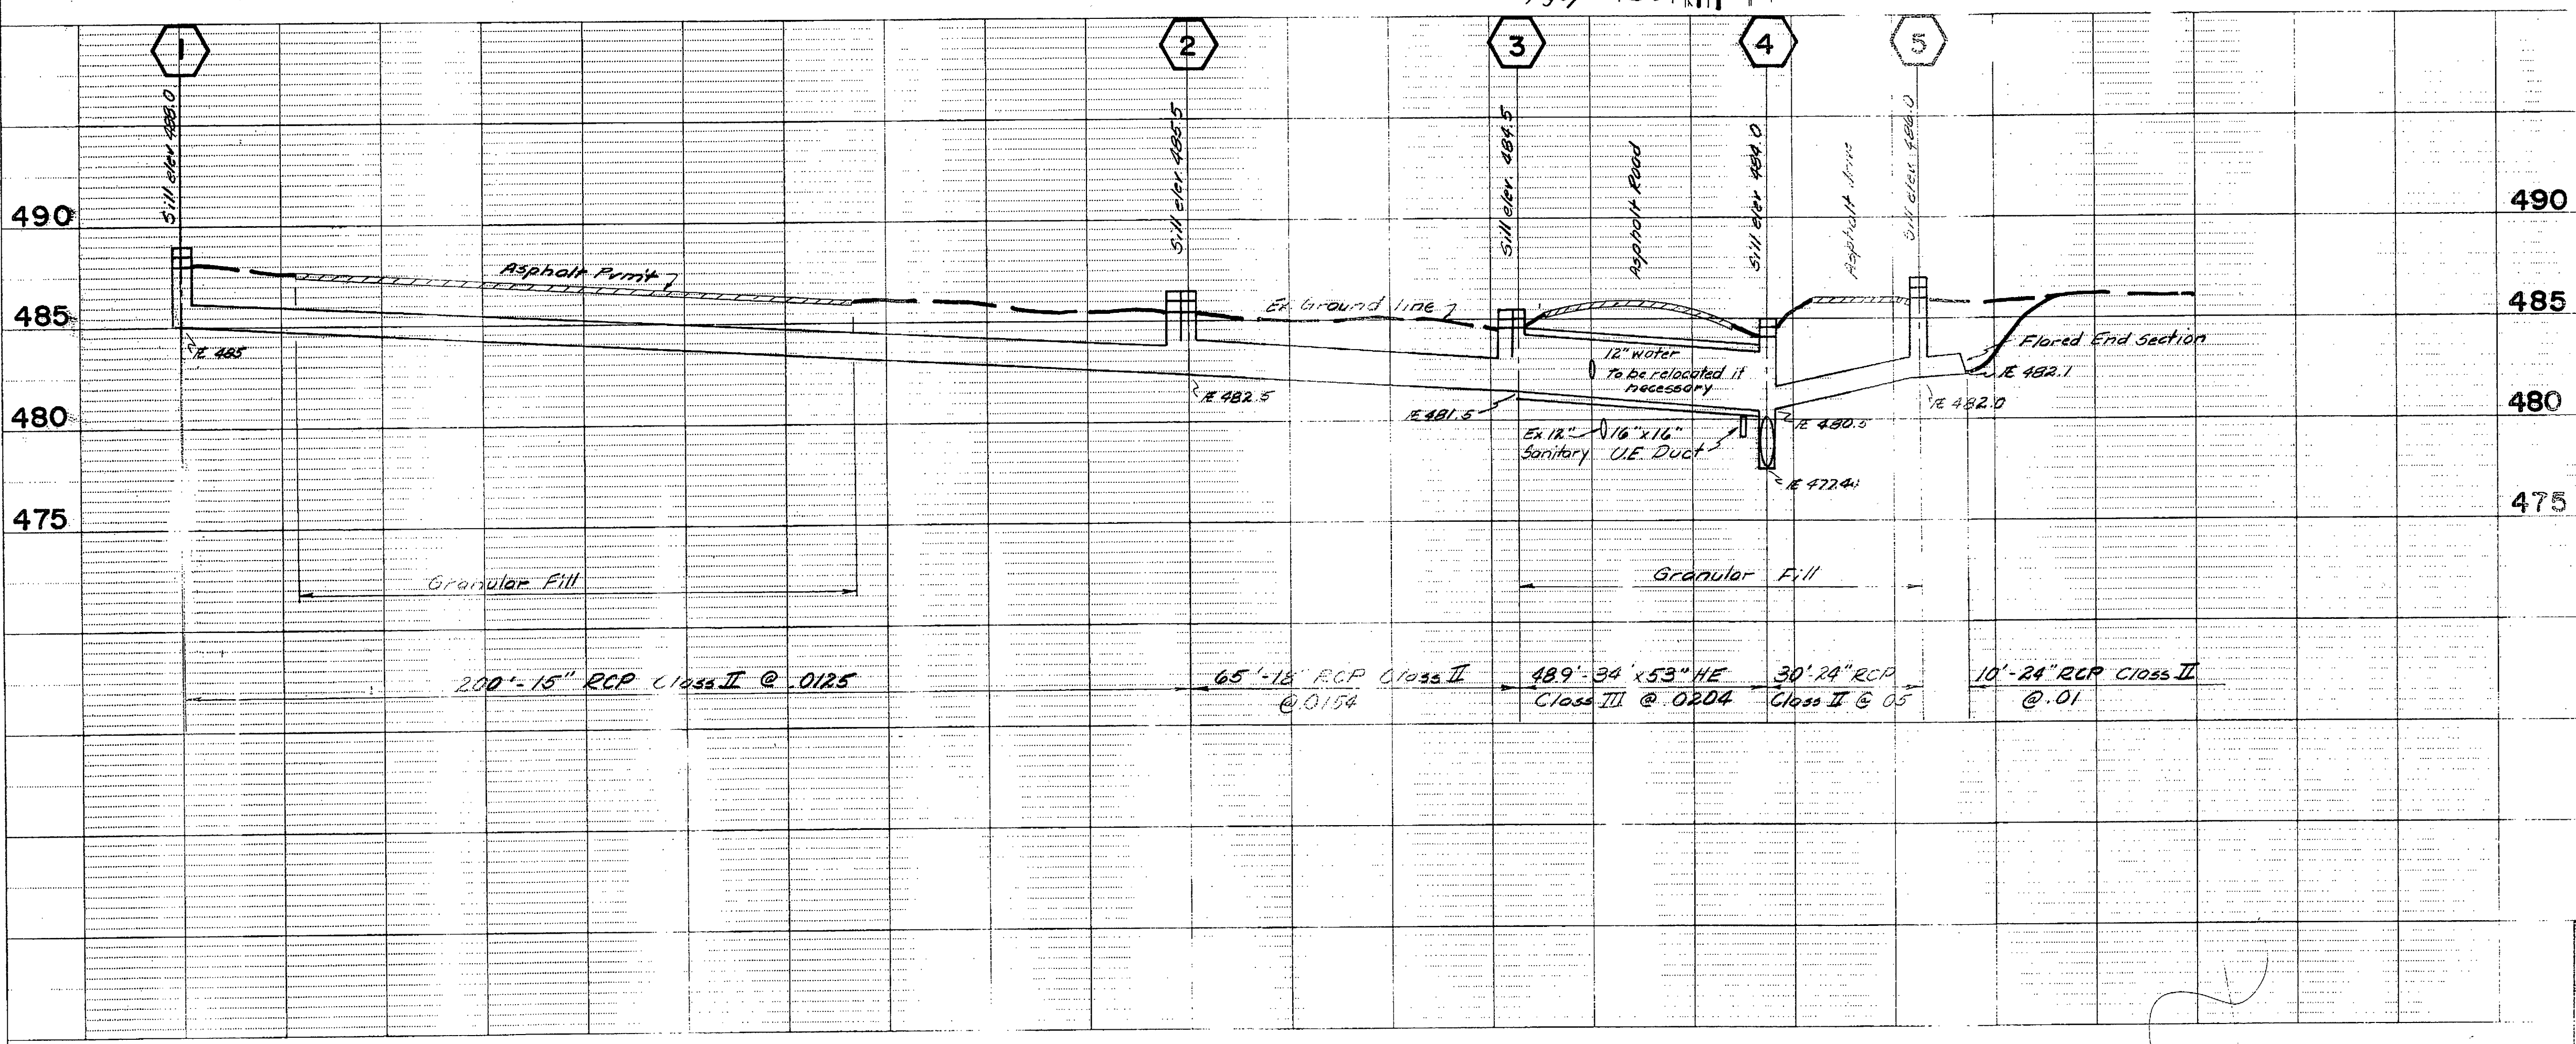 1
2
3
4
5
Sill elev 488.0
Sill elev. 485.5
Sill elev. 484.5
Asphalt Road
Sill elev 484.0
Asphalt Drive
Sill elev. 486.0
490
490
Asphalt Pvm't
Ex Ground line
485
485
Flared End Section
12" water
To be relocated if
necessary
IE 485
IE 482.1
IE 482.5
IE 482.0
480
480
IE 481.5
IE 480.5
Ex 12"
Sanitary
16"x16"
U.E. Duct
IE 477.4
475
475
Granular Fill
Granular Fill
200'-15" RCP Class II @ .0125
65'-18" RCP Class II
@ .0154
48.9'-34"x53" HE
Class III @ .0204
30'-24" RCP
Class II @ .05
10'-24" RCP Class II
@ .01